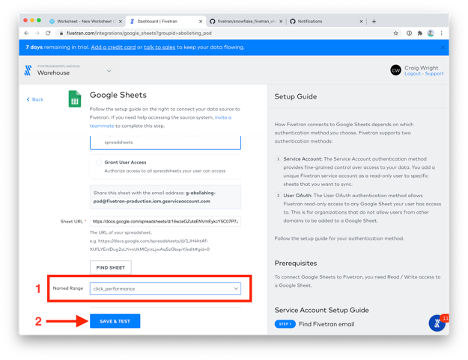 Worksheet - New Worksheet
Dashboard | Fivetran
fivetran/snowflake_fivetran_
Notifications
fivetran.com/integrations/google_sheets?groupId=abolishing_pod
7 days remaining in trial. Add a credit card or talk to sales to keep your data flowing.
Warehouse
CW
Craig Wright
Logout - Support
Back
Google Sheets
Follow the setup guide on the right to connect your data source to
Fivetran. If you need help accessing the source system, invite a
teammate to complete this step.
spreadsheets
Grant User Access
Authorize access to all spreadsheets your user can access
Share this sheet with the email address: g-abolishing-
pod@fivetran-production.iam.gserviceaccount.com
Sheet URL
https://docs.google.com/spreadsheets/d/
The URL of your spreadsheet.
e.g. https://docs.google.com/spreadsheets/d/
FIND SHEET
1
Named Range
click_performance
2
SAVE & TEST
Setup Guide
How Fivetran connects to Google Sheets depends on which
authentication method you choose. Fivetran supports two
authentication methods:
1. Service Account: The Service Account authentication method
provides fine-grained control over access to your data. You add a
unique Fivetran service account as a read-only user to specific
sheets that you want to sync.
2. User OAuth: The User OAuth authentication method allows
Fivetran read-only access to any Google Sheet your user has access
to. This is for organizations that do not allow users from other
domains to be added to a Google Sheet.
Follow the setup guide for your authentication method.
Prerequisites
To connect Google Sheets to Fivetran, you need Read / Write access to
a Google Sheet.
Service Account Setup Guide
STEP 1
Find Fivetran email